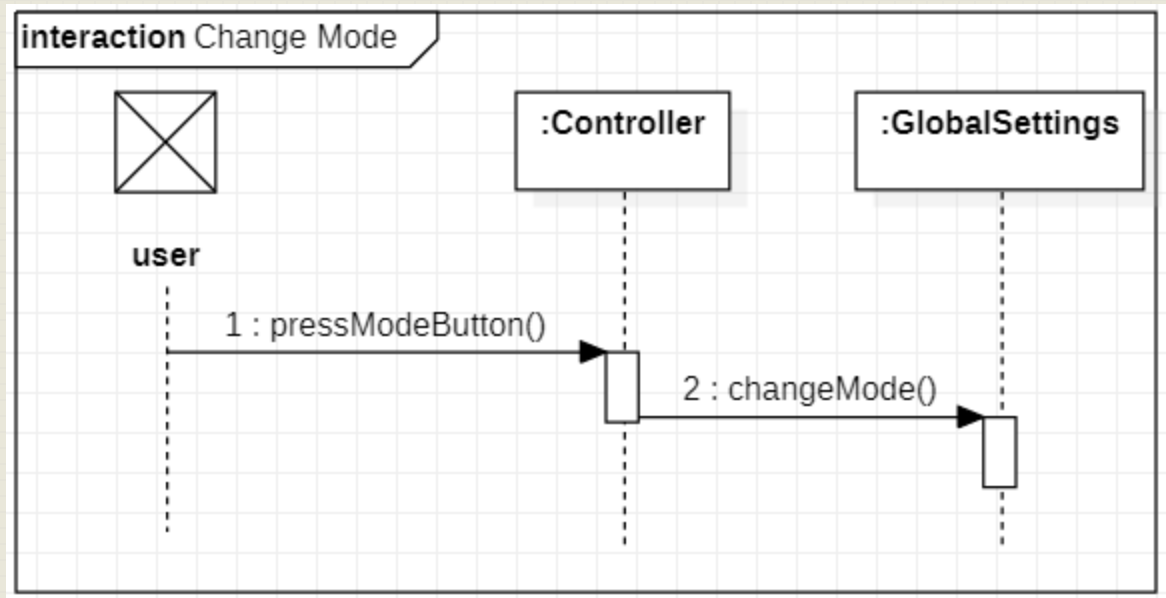 interaction Change Mode
:Controller
:GlobalSettings
user
1 : pressModeButton()
2 : changeMode()